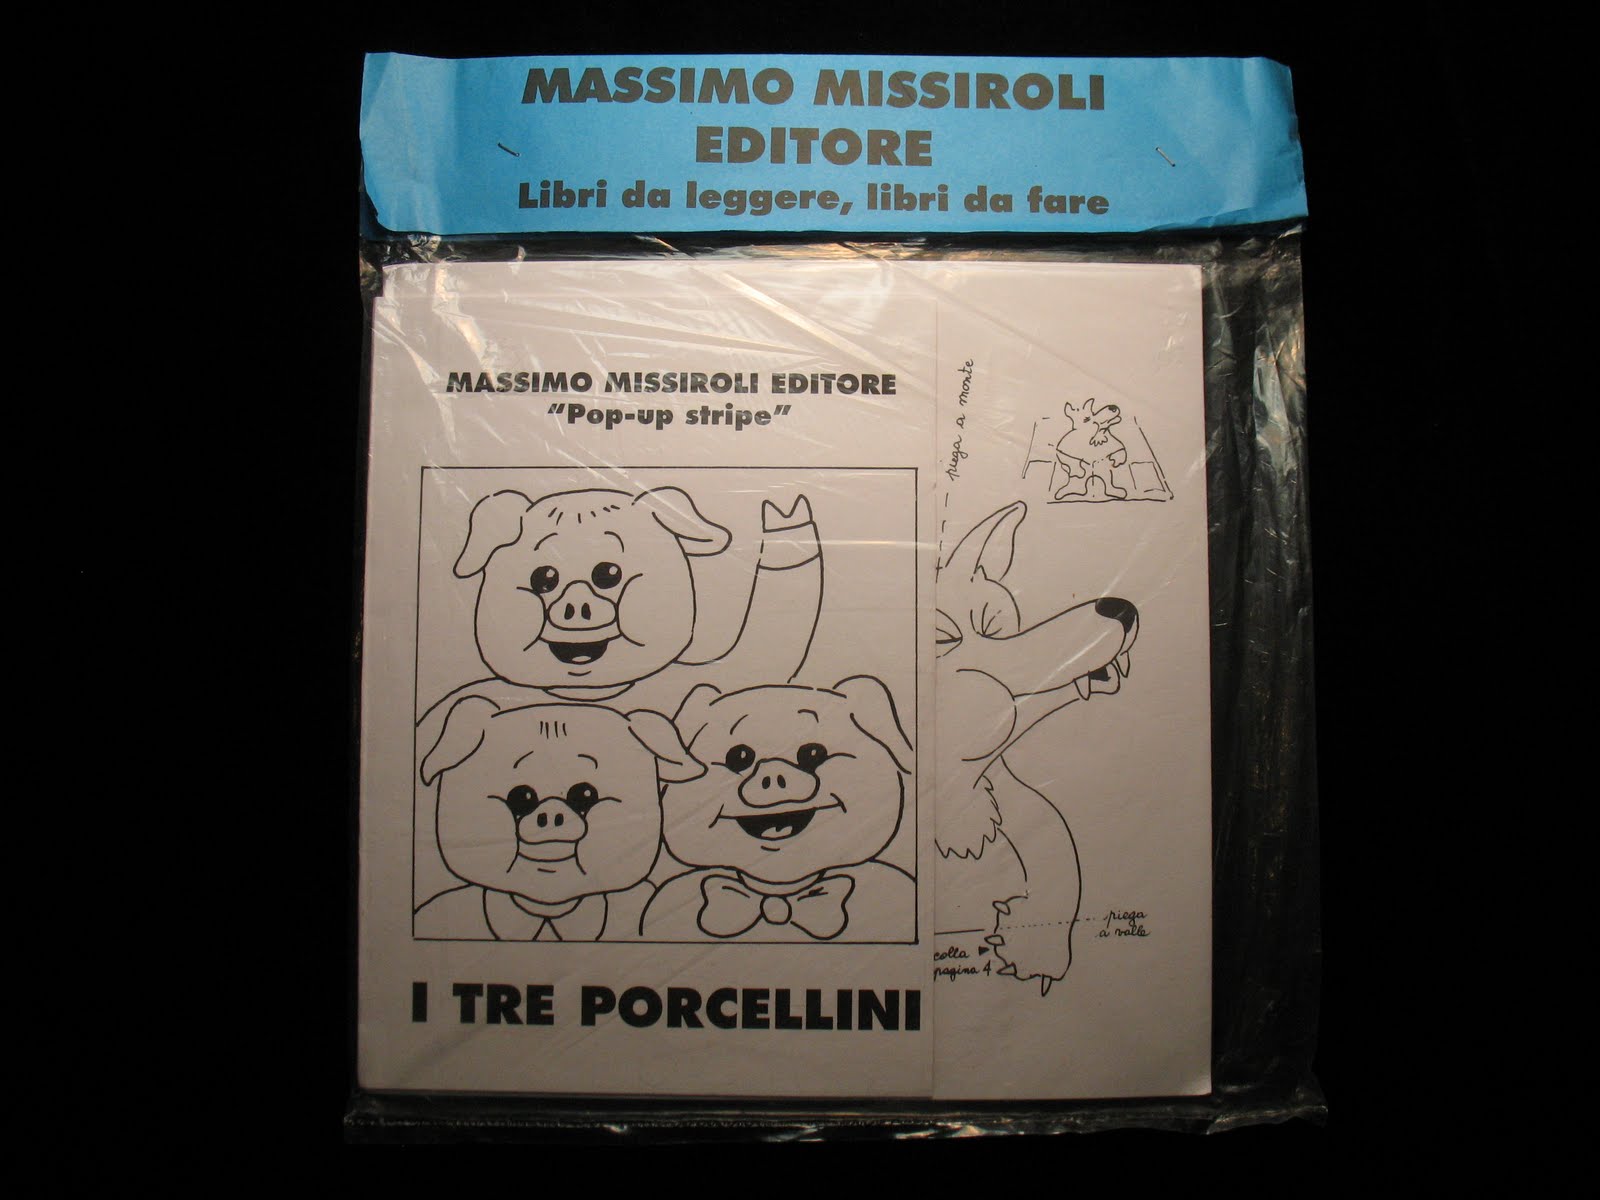 MASSIMO MISSIROLI
EDITORE
Libri da leggere, libri da fare
MASSIMO MISSIROLI EDITORE
“Pop-up stripe”
I TRE PORCELLINI
piega a monte
piega
a valle
colla
pagina 4